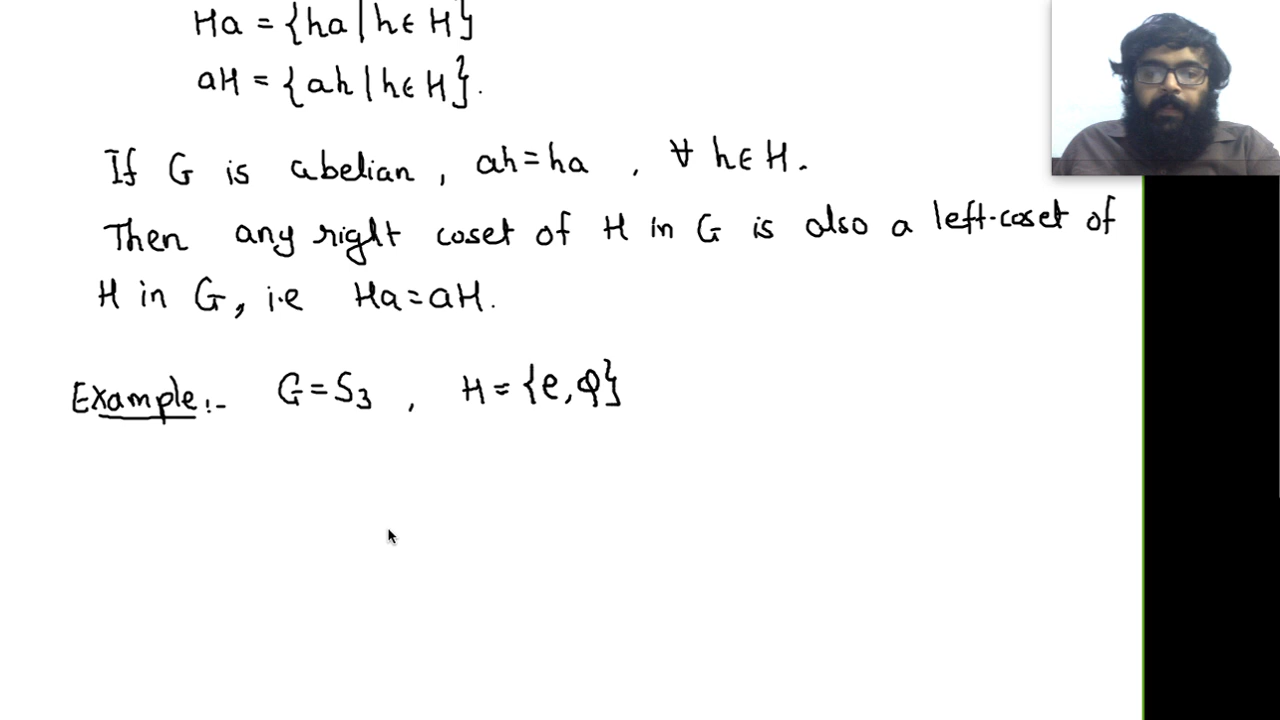 Ha = {ha | h ∈ H}
aH = {ah | h ∈ H}.
If G is abelian, ah = ha, ∀ h ∈ H.
Then any right coset of H in G is also a left-coset of
H in G, i.e Ha = aH.
Example:- G = S₃, H = {e, φ}